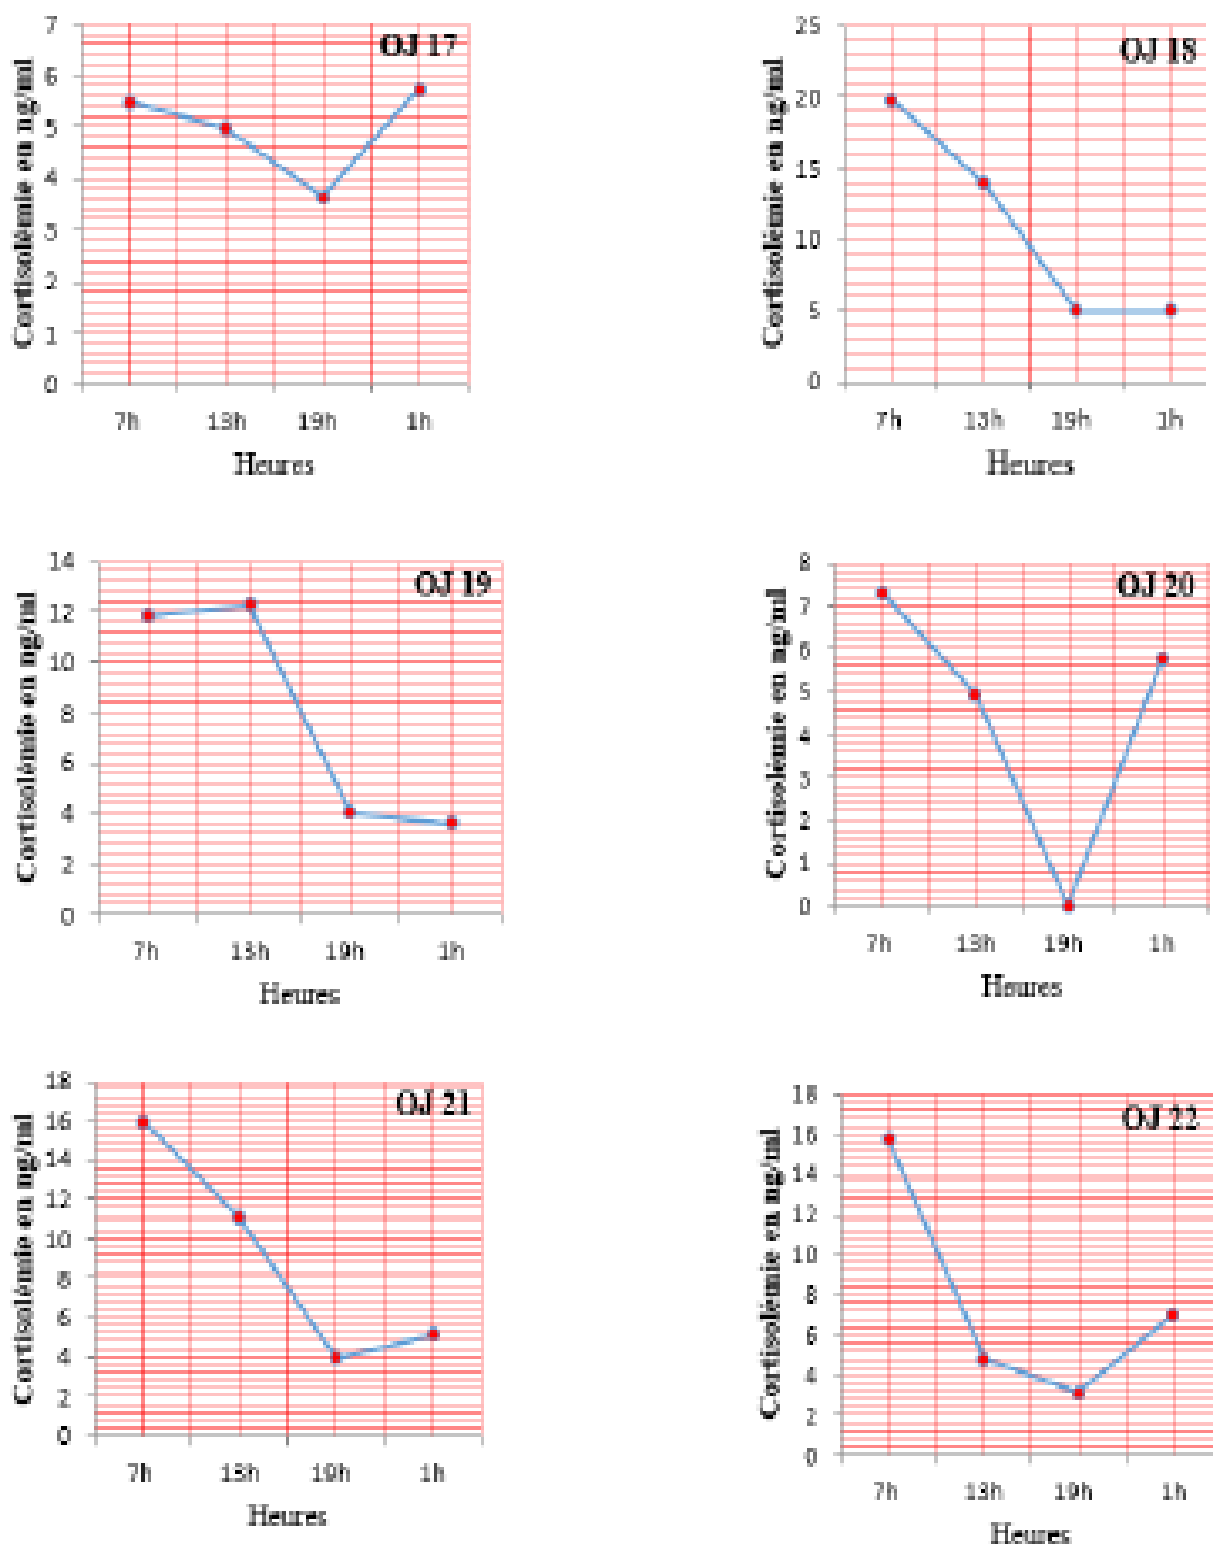 OJ 17
Cortisolémie en ng/ml
7
6
5
4
3
2
1
0
7h 13h 19h 1h
Heures
OJ 18
Cortisolémie en ng/ml
25
20
15
10
5
0
7h 13h 19h 1h
Heures
OJ 19
Cortisolémie en ng/ml
14
12
10
8
6
4
2
0
7h 13h 19h 1h
Heures
OJ 20
Cortisolémie en ng/ml
8
7
6
5
4
3
2
1
0
7h 13h 19h 1h
Heures
OJ 21
Cortisolémie en ng/ml
18
16
14
12
10
8
6
4
2
0
7h 13h 19h 1h
Heures
OJ 22
Cortisolémie en ng/ml
18
16
14
12
10
8
6
4
2
0
7h 13h 19h 1h
Heures